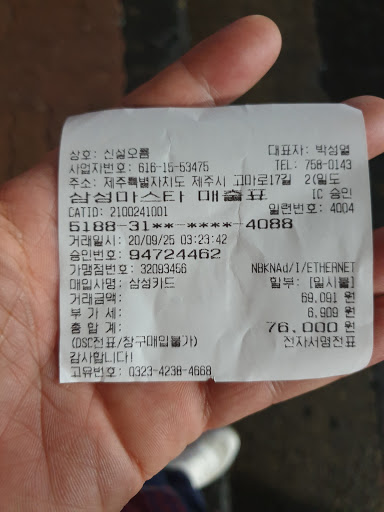 상호: 신설오름 대표자: 박성열
사업자번호: 616-15-53475 TEL: 758-0143
주소: 제주특별자치도 제주시 고마로17길 2(일도
삼성마스타 매출표 IC 승인
CATID: 2100241001 일련번호: 4004
5188-31**-****-4088
거래일시: 20/09/25 03:23:42
승인번호: 94724462
가맹점번호: 32093456 NBKNAd/I/ETHERNET
매입사명: 삼성카드 할부: [일시불]
거래금액: 69,091 원
부 가 세: 6,909 원
총 합 계: 76,000 원
(DSC전표/창구매입불가) 전자서명전표
감사합니다!
고유번호: 0323-4238-4668